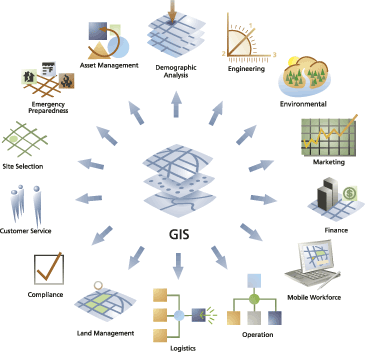 Asset Management
Demographic
Analysis
Engineering
Environmental
Marketing
Finance
Mobile Workforce
Operation
Logistics
Land Management
Compliance
Customer Service
Site Selection
Emergency
Preparedness
GIS